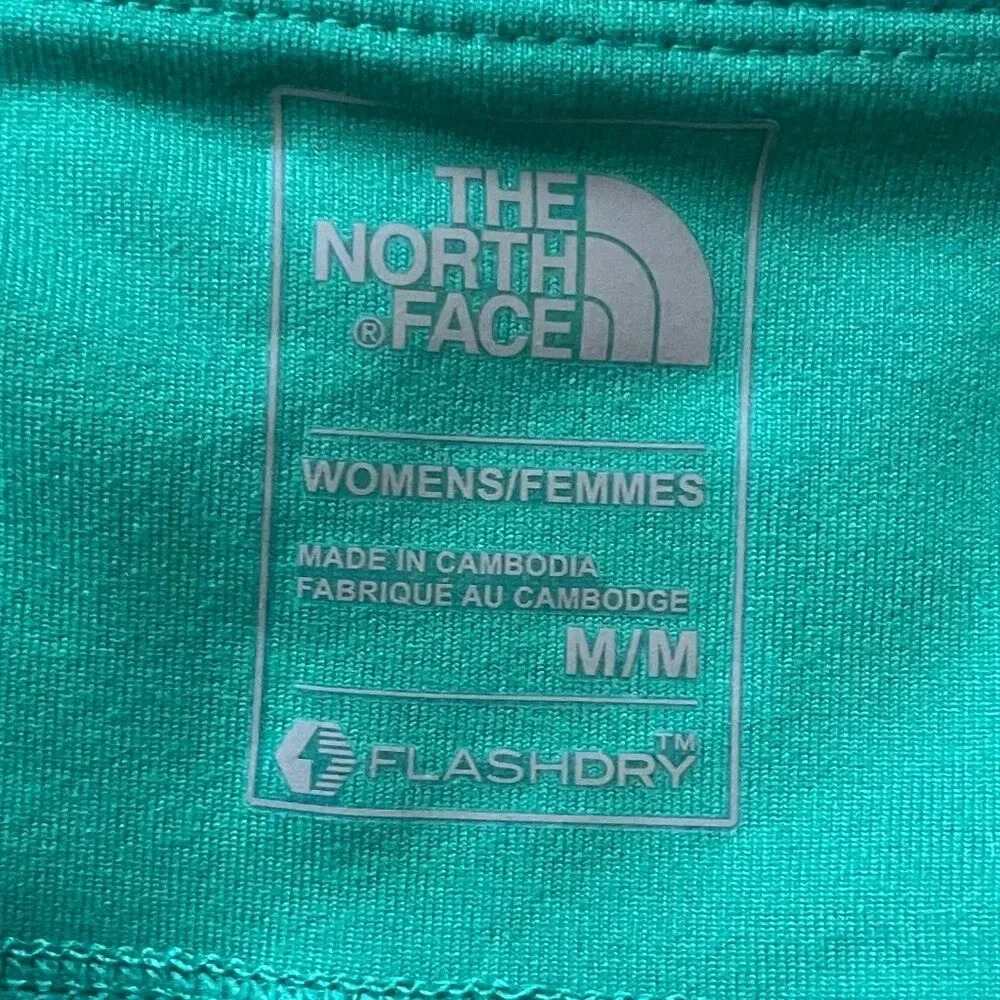 THE
NORTH
® FACE
WOMENS/FEMMES
MADE IN CAMBODIA
FABRIQUÉ AU CAMBODGE
M/M
FLASHDRY™